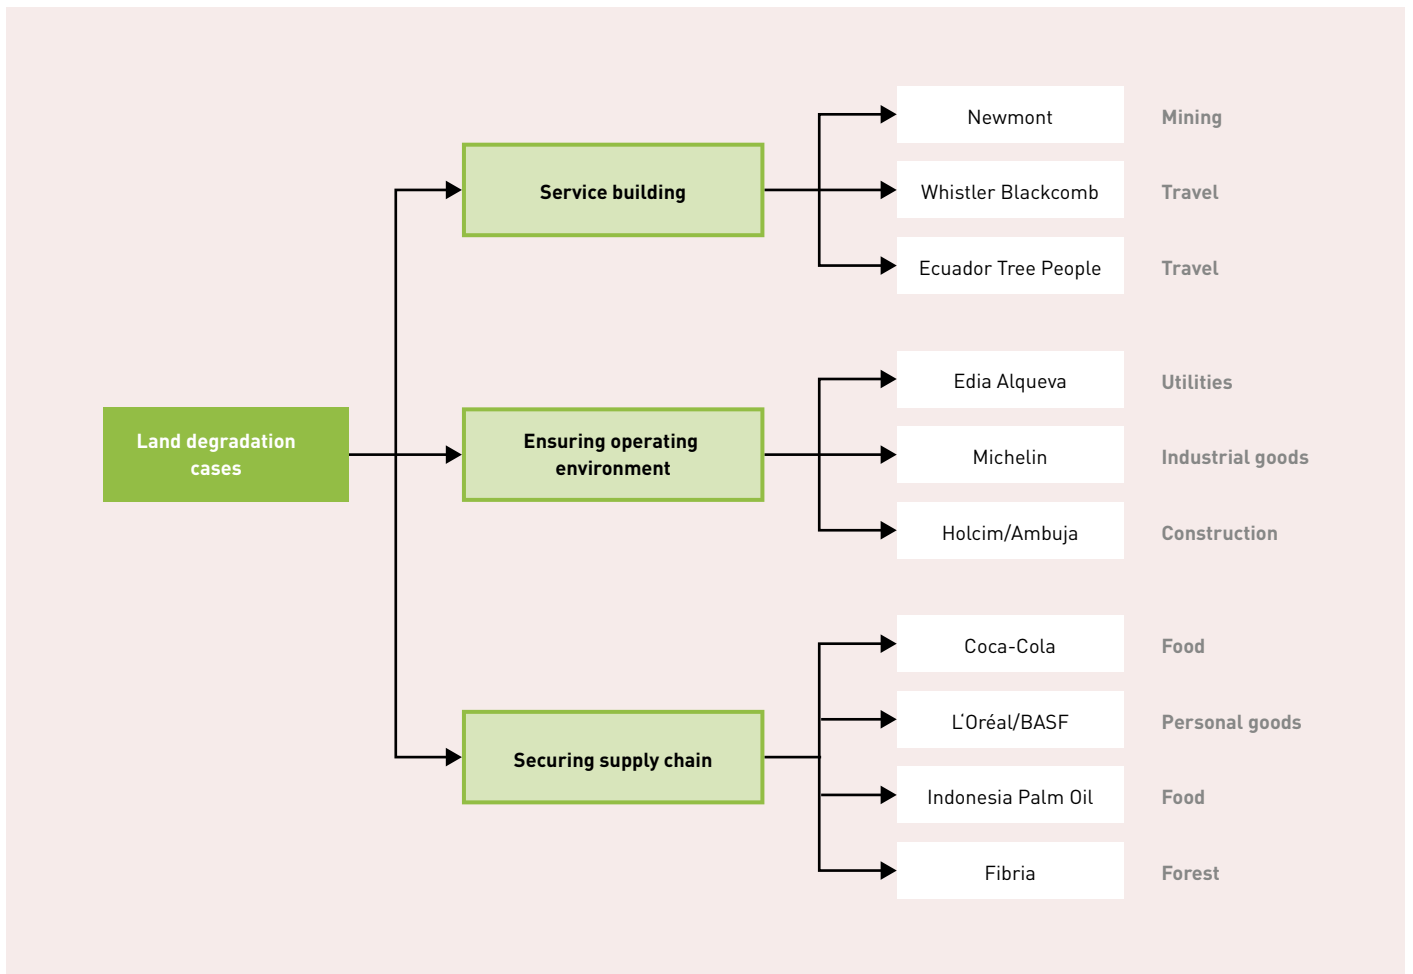 Newmont Mining
Service building
Whistler Blackcomb Travel
Ecuador Tree People Travel
Edia Alqueva Utilities
Land degradation
cases
Ensuring operating
environment
Michelin Industrial goods
Holcim/Ambuja Construction
Coca-Cola Food
L‘Oréal/BASF Personal goods
Securing supply chain
Indonesia Palm Oil Food
Fibria Forest